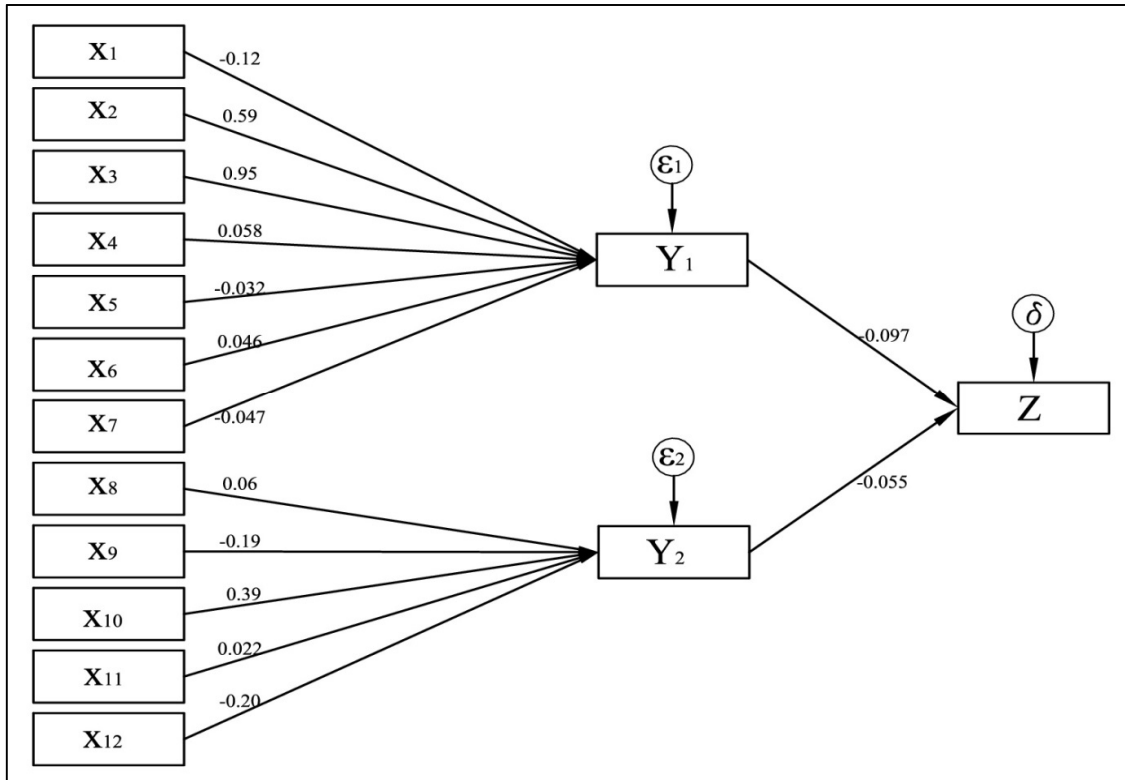 X1
-0.12
X2
0.59
X3
0.95
X4
0.058
X5
-0.032
X6
0.046
X7
-0.047
X8
0.06
X9
-0.19
X10
0.39
X11
0.022
X12
-0.20
ε1
Y1
-0.097
ε2
Y2
-0.055
δ
Z